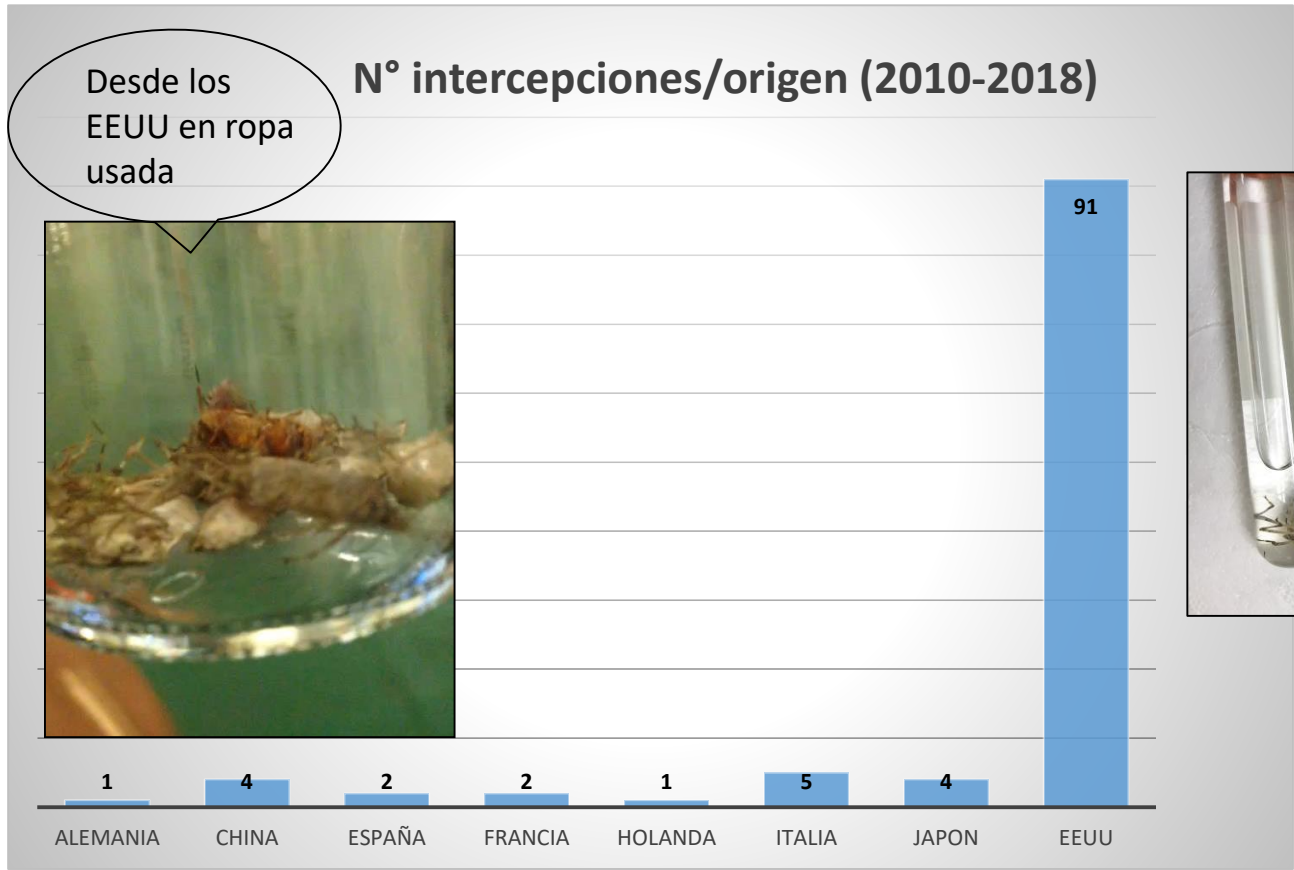 Desde los
EEUU en ropa
usada
N° intercepciones/origen (2010-2018)
91
1
4
2
2
1
5
4
ALEMANIA
CHINA
ESPAÑA
FRANCIA
HOLANDA
ITALIA
JAPON
EEUU